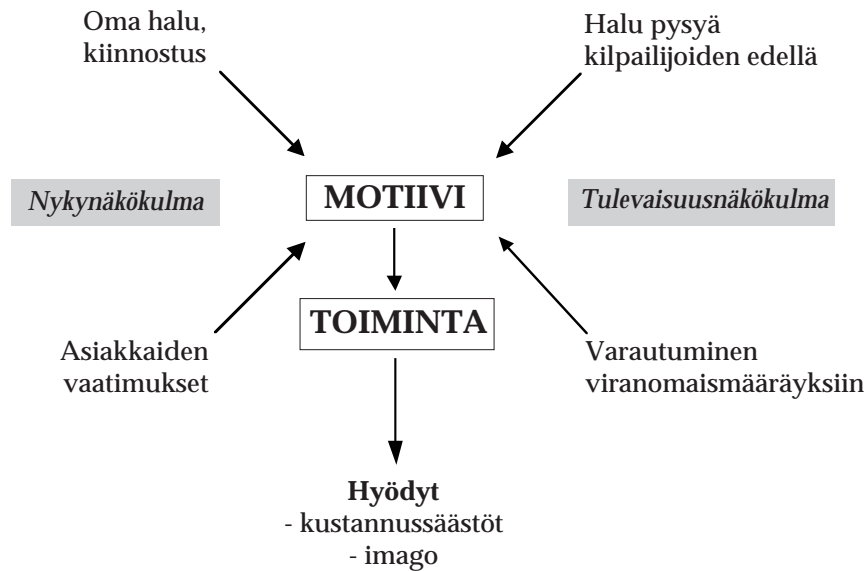 Oma halu,
kiinnostus
Halu pysyä
kilpailijoiden edellä
Nykynäkökulma
MOTIIVI
Tulevaisuusnäkökulma
TOIMINTA
Asiakkaiden
vaatimukset
Varautuminen
viranomaismääräyksiin
Hyödyt
- kustannussäästöt
- imago